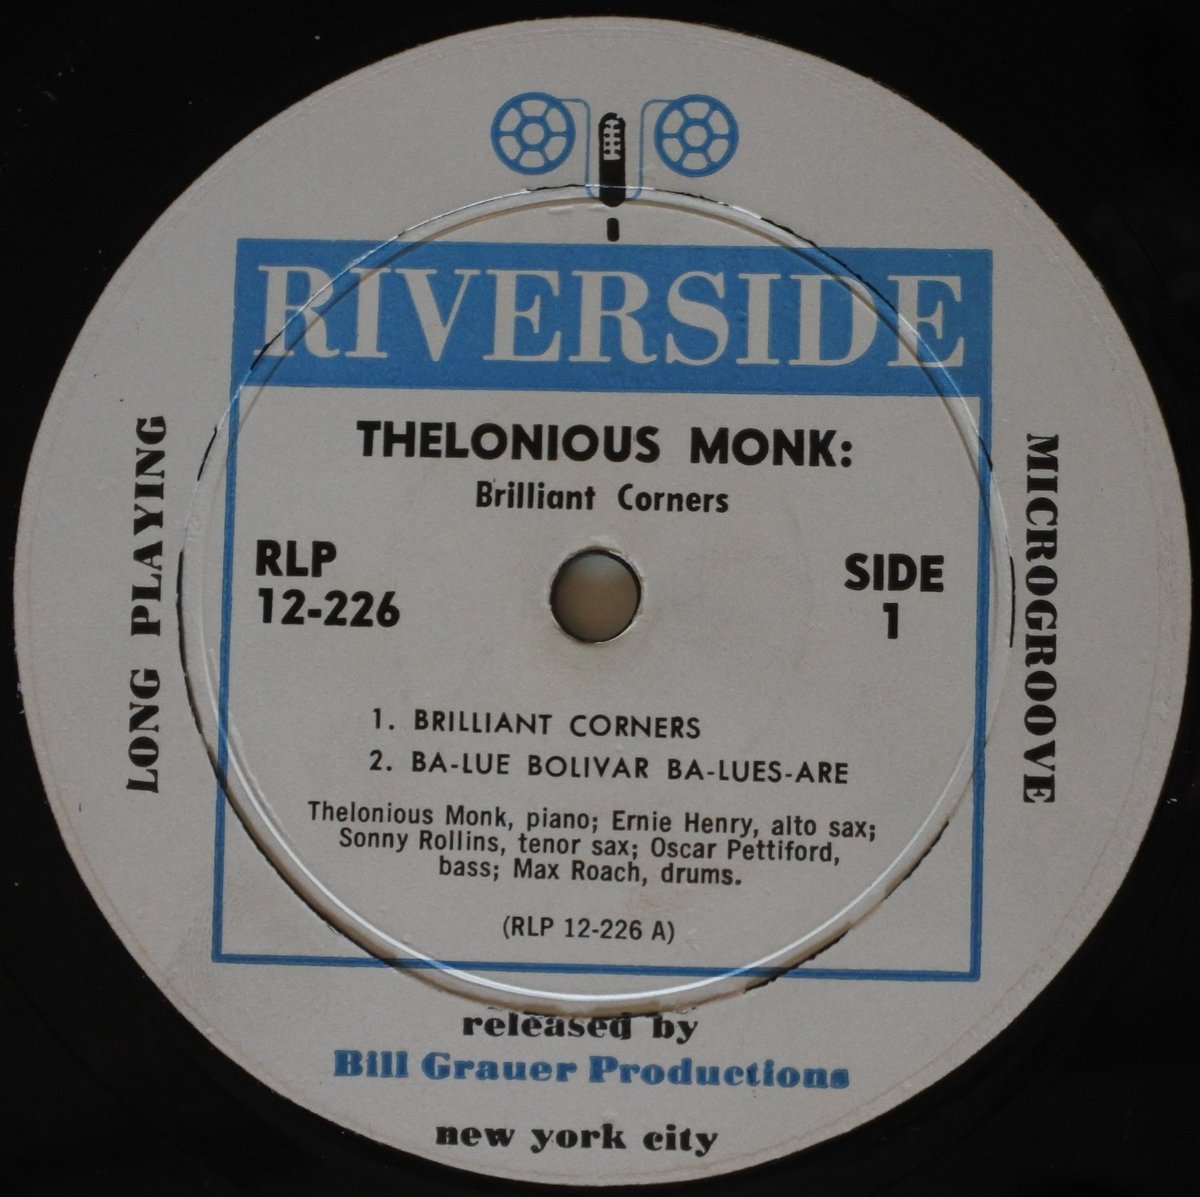 RIVERSIDE
THELONIOUS MONK:
Brilliant Corners
RLP
12-226
SIDE
1
LONG PLAYING
MICROGROOVE
1. BRILLIANT CORNERS
2. BA-LUE BOLIVAR BA-LUES-ARE
Thelonious Monk, piano; Ernie Henry, alto sax;
Sonny Rollins, tenor sax; Oscar Pettiford,
bass; Max Roach, drums.
(RLP 12-226 A)
released by
Bill Grauer Productions
new york city